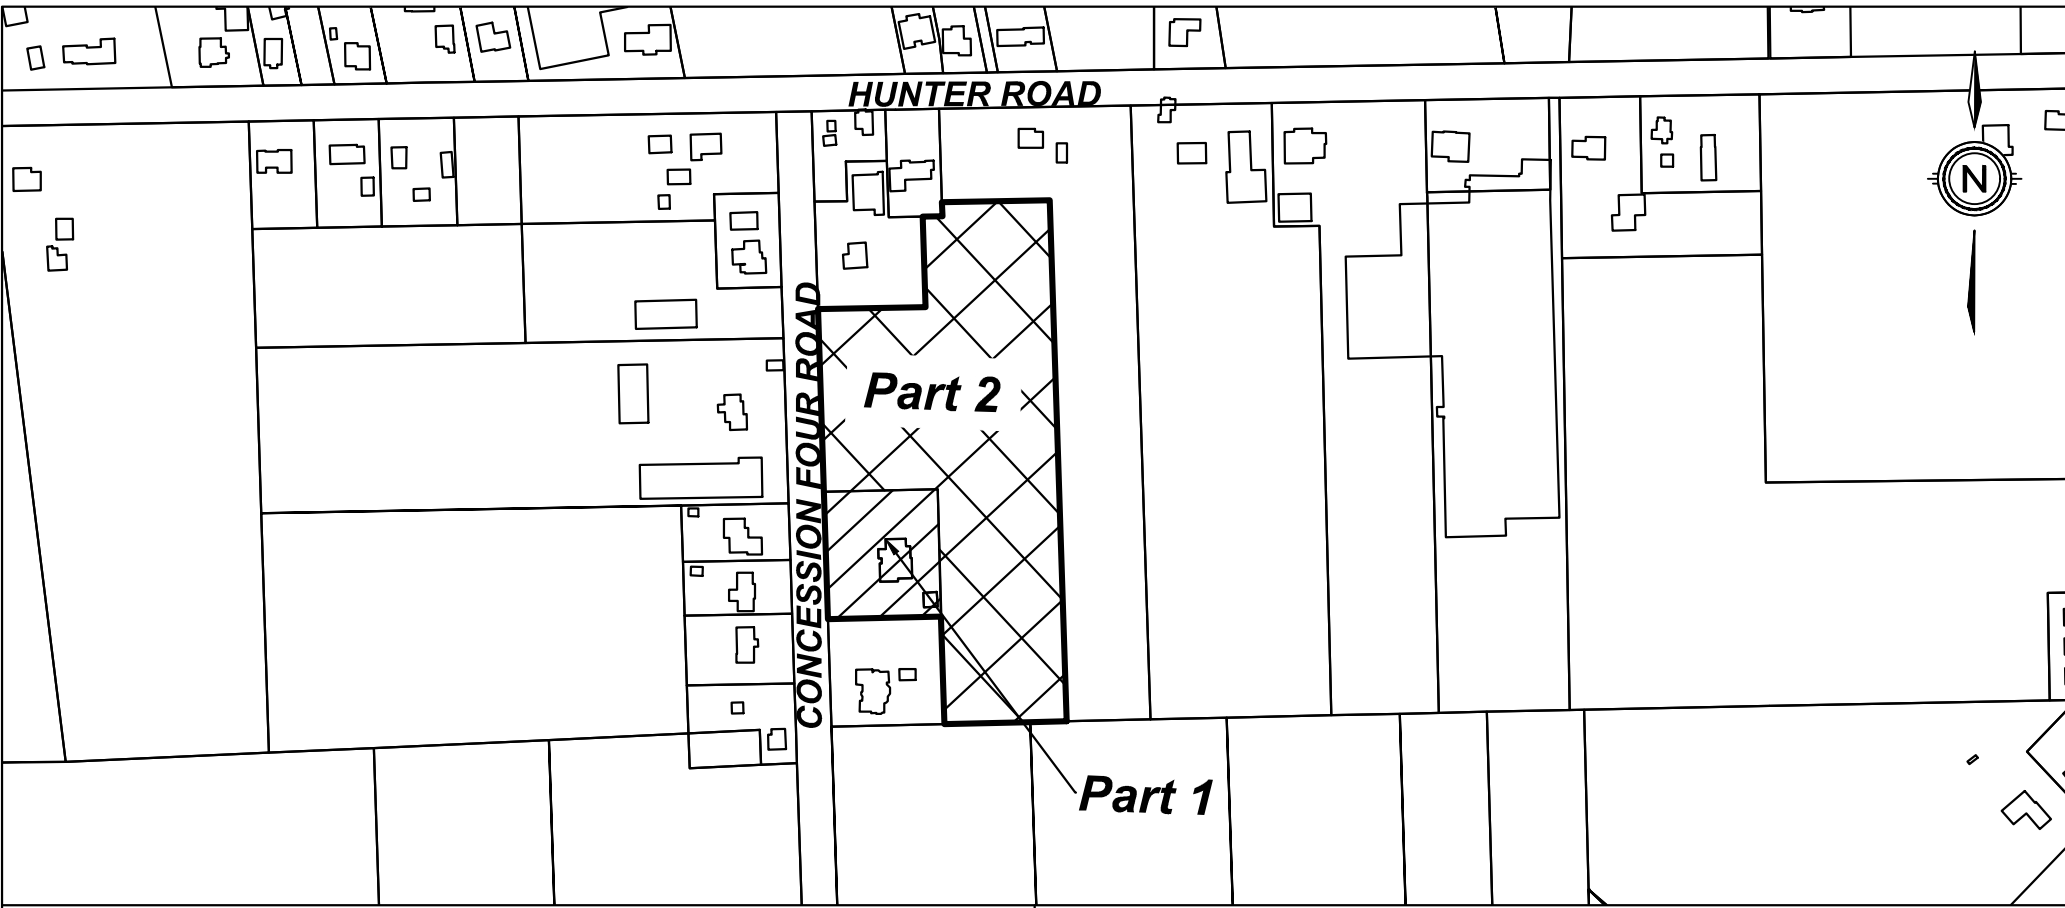 HUNTER ROAD
N
CONCESSION FOUR ROAD
Part 2
Part 1